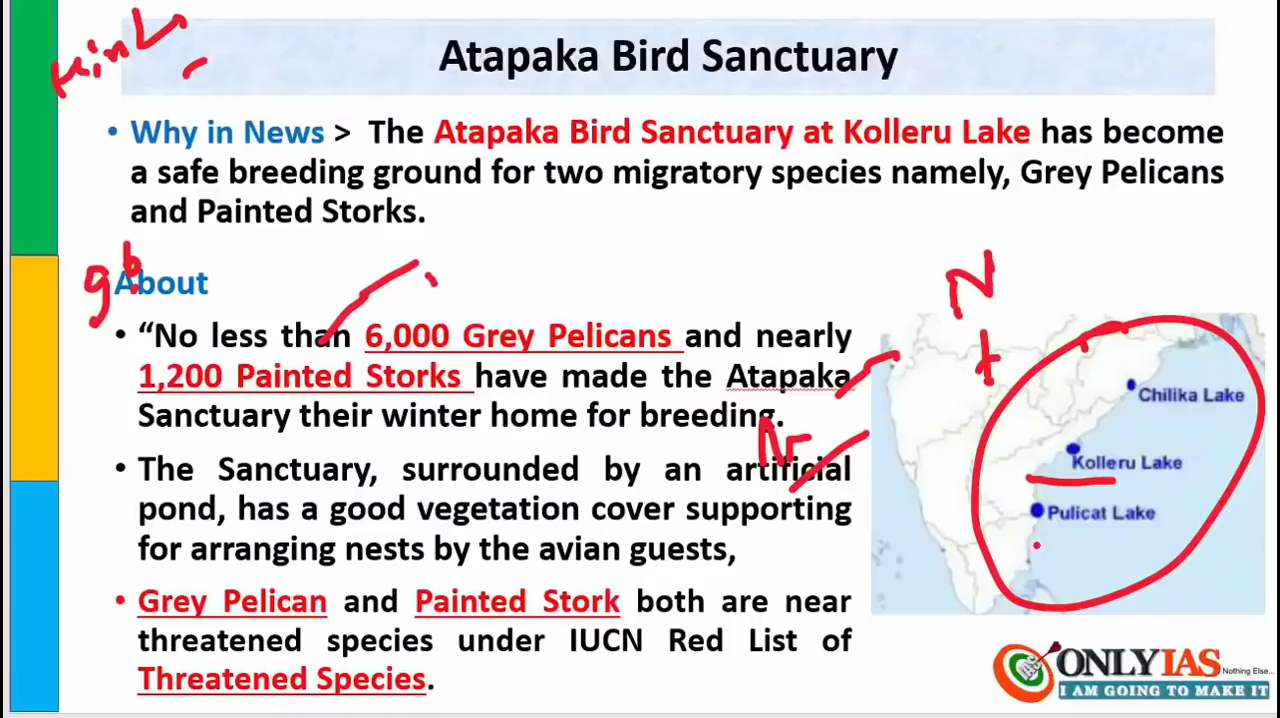 Atapaka Bird Sanctuary
• Why in News > The Atapaka Bird Sanctuary at Kolleru Lake has become
a safe breeding ground for two migratory species namely, Grey Pelicans
and Painted Storks.
About
• “No less than 6,000 Grey Pelicans and nearly
1,200 Painted Storks have made the Atapaka
Sanctuary their winter home for breeding.
• The Sanctuary, surrounded by an artificial
pond, has a good vegetation cover supporting
for arranging nests by the avian guests,
• Grey Pelican and Painted Stork both are near
threatened species under IUCN Red List of
Threatened Species.
N
Chilika Lake
Kolleru Lake
Pulicat Lake
ONLYIAS
Nothing Else...
I AM GOING TO MAKE IT